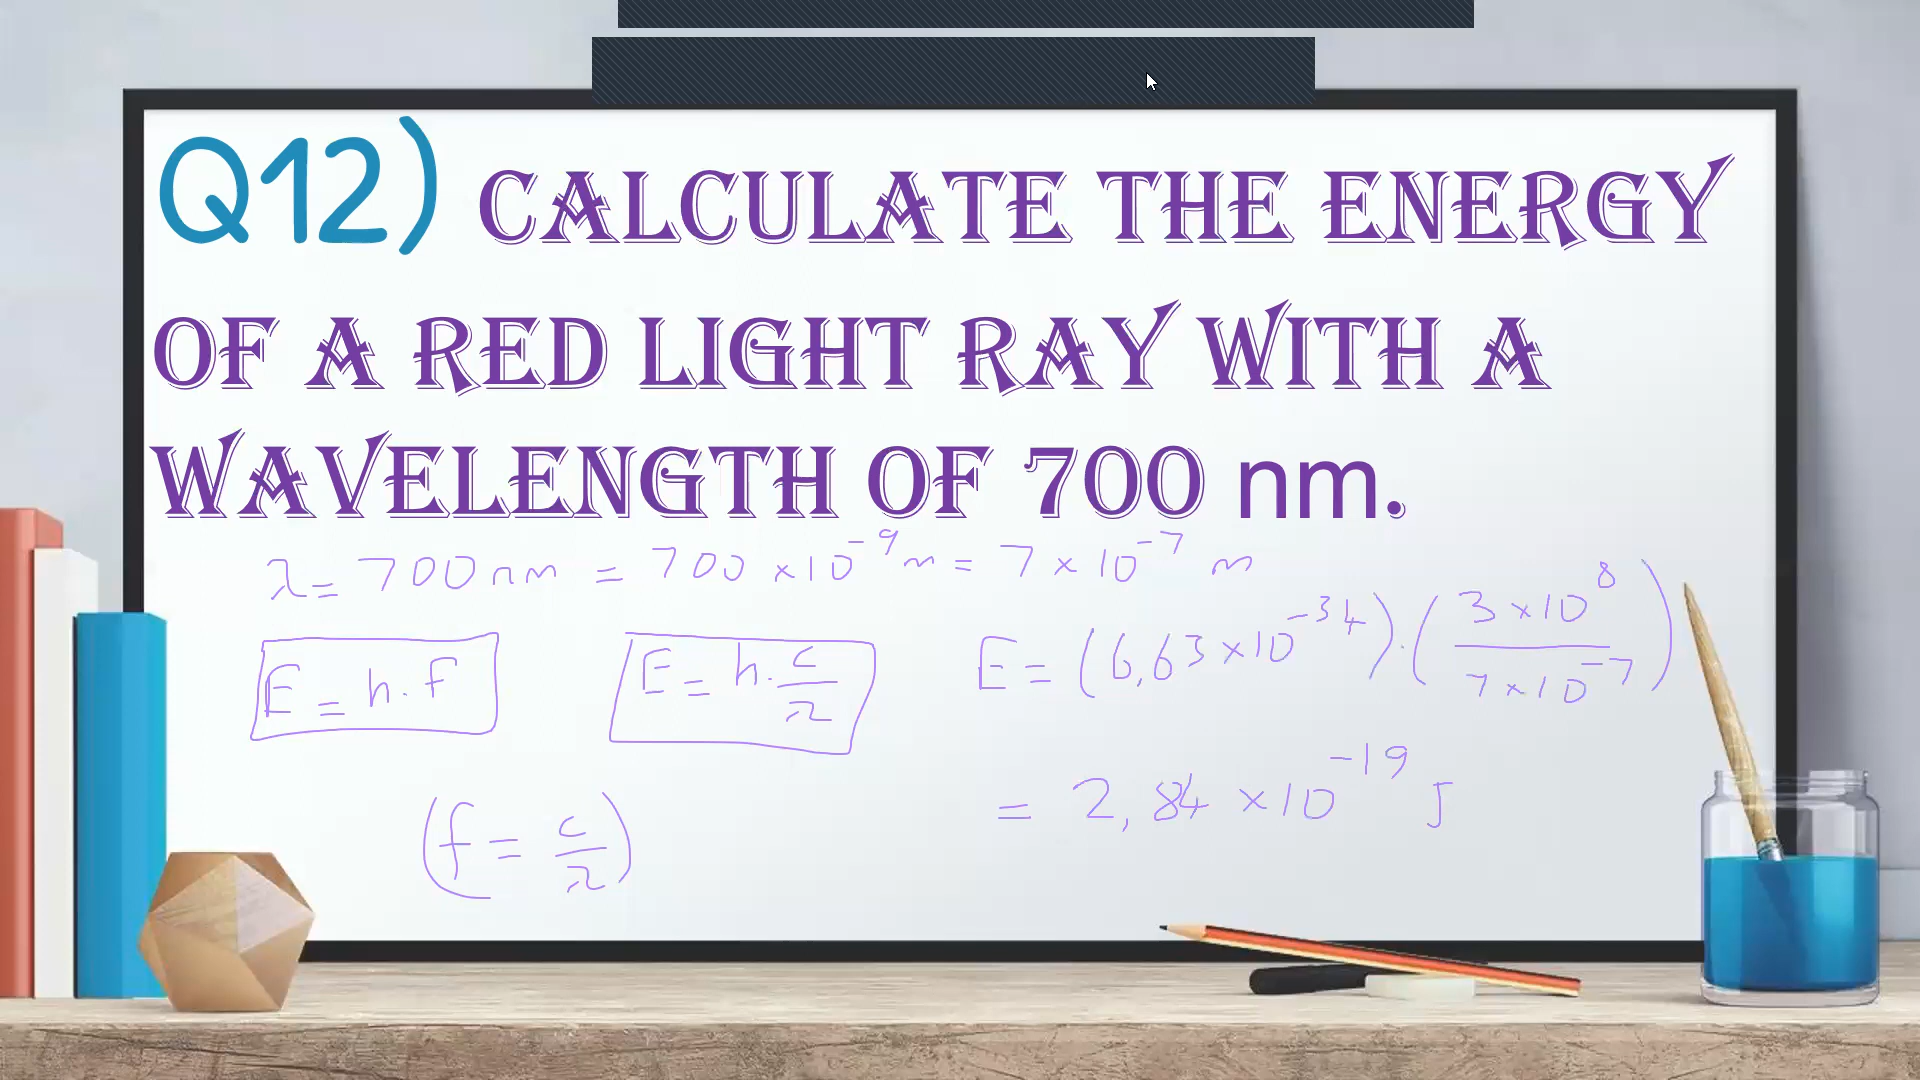 Q12) CALCULATE THE ENERGY
OF A RED LIGHT RAY WITH A
WAVELENGTH OF 700 nm.
λ = 700 nm = 700 × 10⁻⁹ m = 7 × 10⁻⁷ m
E = h.f
E = h. c/λ
E = (6,63 × 10⁻³⁴).(3 × 10⁸ / 7 × 10⁻⁷)
= 2,84 × 10⁻¹⁹ J
(f = c/λ)